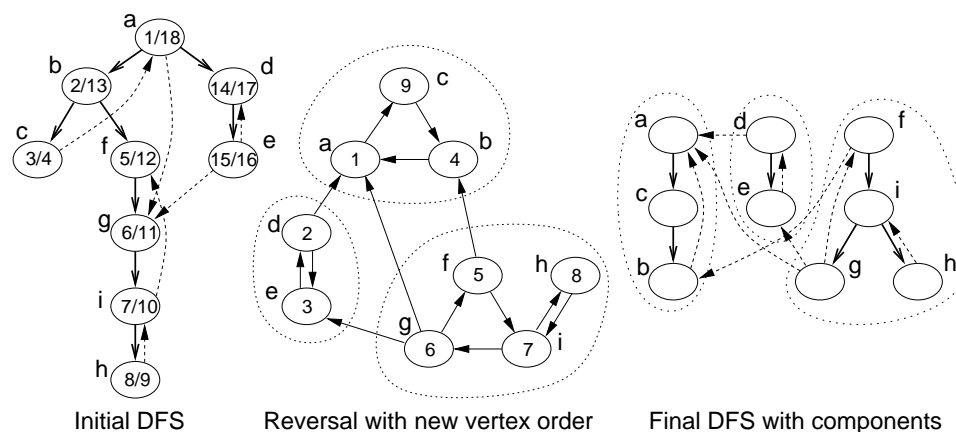 a
1/18
b
2/13
d
14/17
c
3/4
f
5/12
e
15/16
g
6/11
i
7/10
h
8/9
Initial DFS
9
c
a
1
4
b
d
2
f
5
h
8
e
3
g
6
7
i
Reversal with new vertex order
a
d
f
c
e
i
b
g
h
Final DFS with components